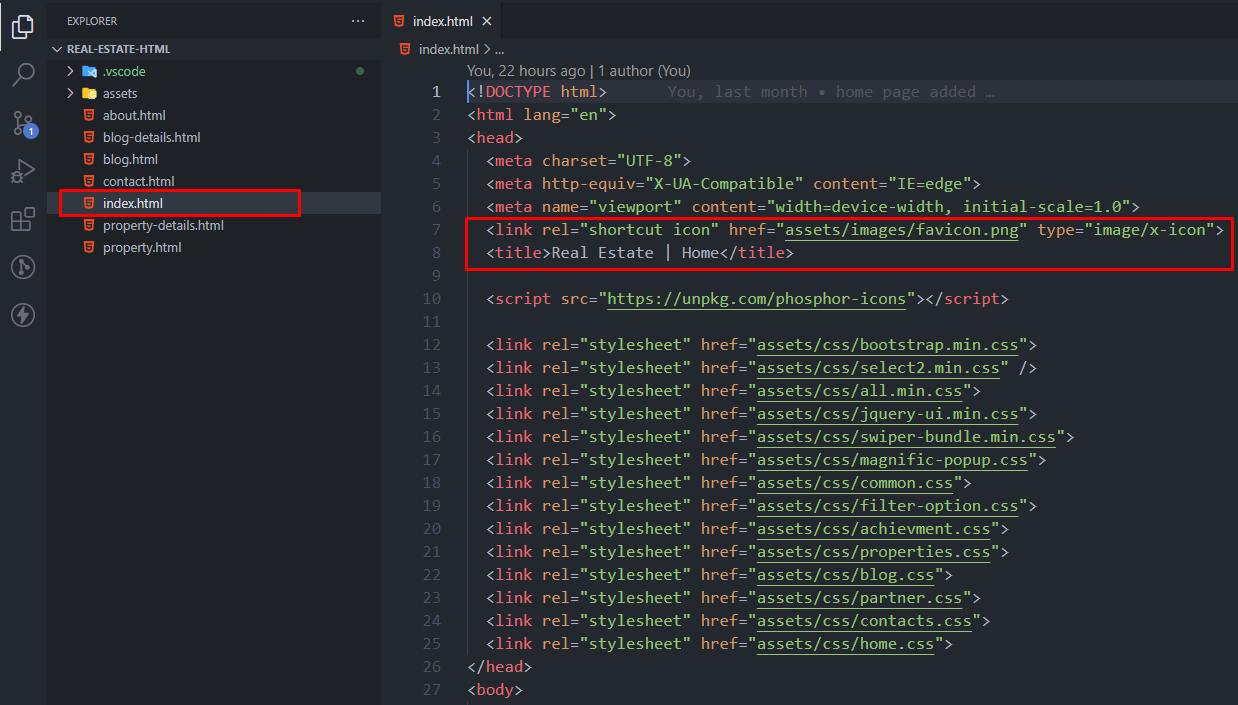 EXPLORER
...
REAL-ESTATE-HTML
.vscode
assets
about.html
blog-details.html
blog.html
contact.html
index.html
property-details.html
property.html
1
index.html
index.html > ...
You, 22 hours ago | 1 author (You)
1 <!DOCTYPE html> You, last month • home page added …
2 <html lang="en">
3 <head>
4 <meta charset="UTF-8">
5 <meta http-equiv="X-UA-Compatible" content="IE=edge">
6 <meta name="viewport" content="width=device-width, initial-scale=1.0">
7 <link rel="shortcut icon" href="assets/images/favicon.png" type="image/x-icon">
8 <title>Real Estate | Home</title>
9
10 <script src="https://unpkg.com/phosphor-icons"></script>
11
12 <link rel="stylesheet" href="assets/css/bootstrap.min.css">
13 <link rel="stylesheet" href="assets/css/select2.min.css" />
14 <link rel="stylesheet" href="assets/css/all.min.css">
15 <link rel="stylesheet" href="assets/css/jquery-ui.min.css">
16 <link rel="stylesheet" href="assets/css/swiper-bundle.min.css">
17 <link rel="stylesheet" href="assets/css/magnific-popup.css">
18 <link rel="stylesheet" href="assets/css/common.css">
19 <link rel="stylesheet" href="assets/css/filter-option.css">
20 <link rel="stylesheet" href="assets/css/achievment.css">
21 <link rel="stylesheet" href="assets/css/properties.css">
22 <link rel="stylesheet" href="assets/css/blog.css">
23 <link rel="stylesheet" href="assets/css/partner.css">
24 <link rel="stylesheet" href="assets/css/contacts.css">
25 <link rel="stylesheet" href="assets/css/home.css">
26 </head>
27 <body>